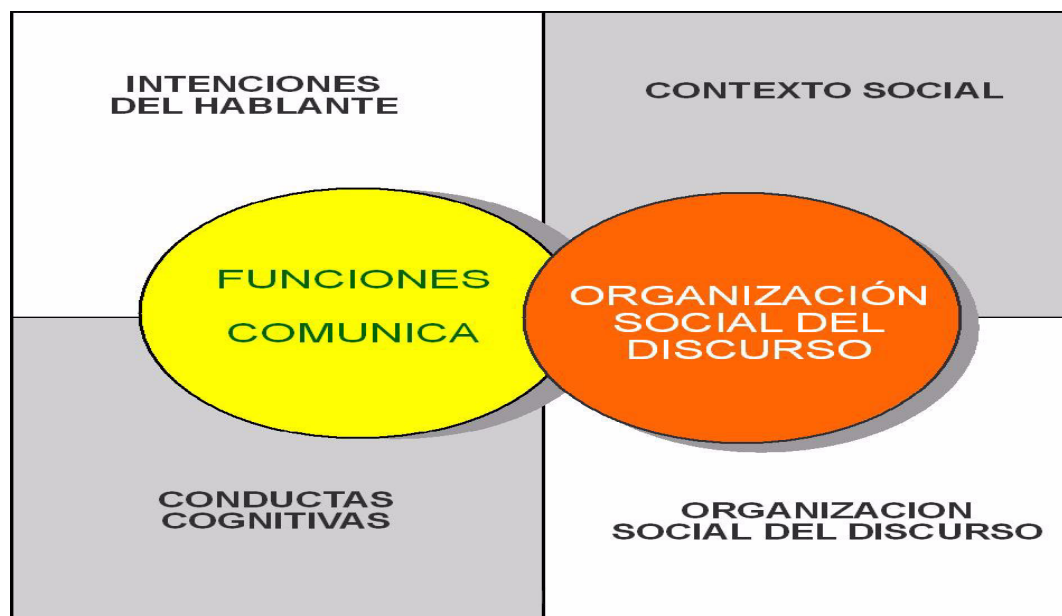 INTENCIONES
DEL HABLANTE
CONTEXTO SOCIAL
FUNCIONES
COMUNICA
ORGANIZACIÓN
SOCIAL DEL
DISCURSO
CONDUCTAS
COGNITIVAS
ORGANIZACION
SOCIAL DEL DISCURSO